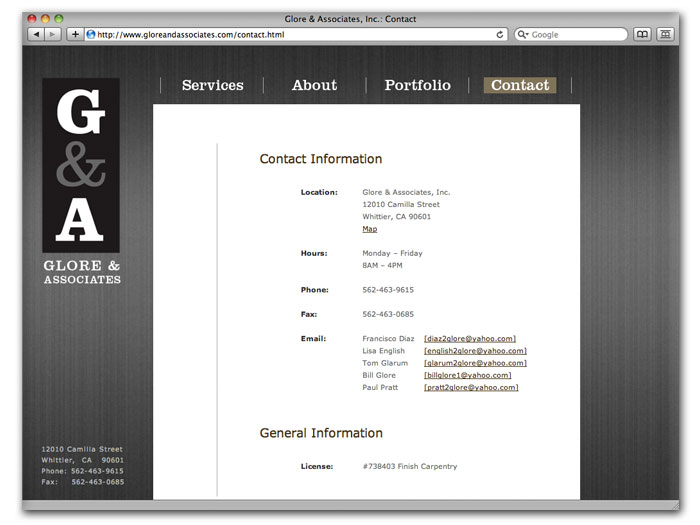 Glore & Associates, Inc.: Contact
http://www.gloreandassociates.com/contact.html
Google
Services
About
Portfolio
Contact
G
&
A
GLORE &
ASSOCIATES
Contact Information
Location: Glore & Associates, Inc.
12010 Camilla Street
Whittier, CA 90601
Map
Hours: Monday – Friday
8AM – 4PM
Phone: 562-463-9615
Fax: 562-463-0685
Email: Francisco Diaz [diaz2glore@yahoo.com]
Lisa English [english2glore@yahoo.com]
Tom Glarum [glarum2glore@yahoo.com]
Bill Glore [billglore1@yahoo.com]
Paul Pratt [pratt2glore@yahoo.com]
General Information
License: #738403 Finish Carpentry
12010 Camilla Street
Whittier, CA 90601
Phone: 562-463-9615
Fax: 562-463-0685